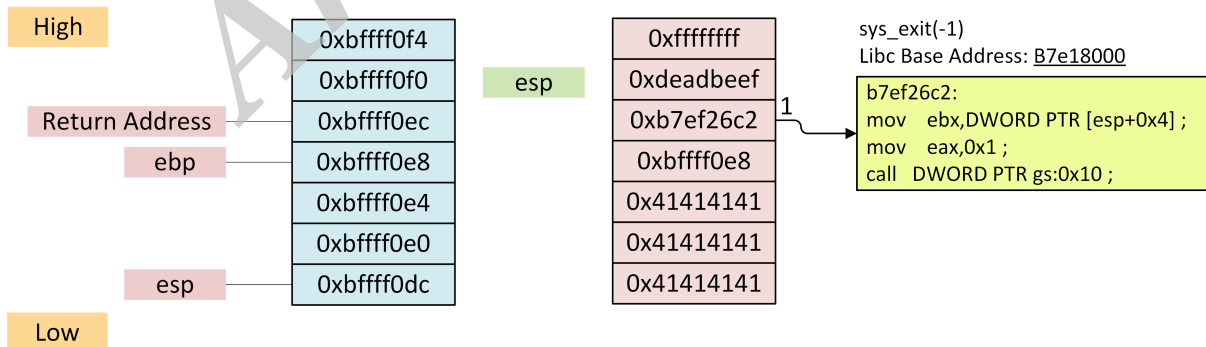 High
0xbffff0f4
0xffffffff
sys_exit(-1)
Libc Base Address: B7e18000
0xbffff0f0
esp
0xdeadbeef
b7ef26c2:
Return Address
0xbffff0ec
0xb7ef26c2
1
mov ebx,DWORD PTR [esp+0x4] ;
mov eax,0x1 ;
call DWORD PTR gs:0x10 ;
ebp
0xbffff0e8
0xbffff0e8
0xbffff0e4
0x41414141
0xbffff0e0
0x41414141
esp
0xbffff0dc
0x41414141
Low